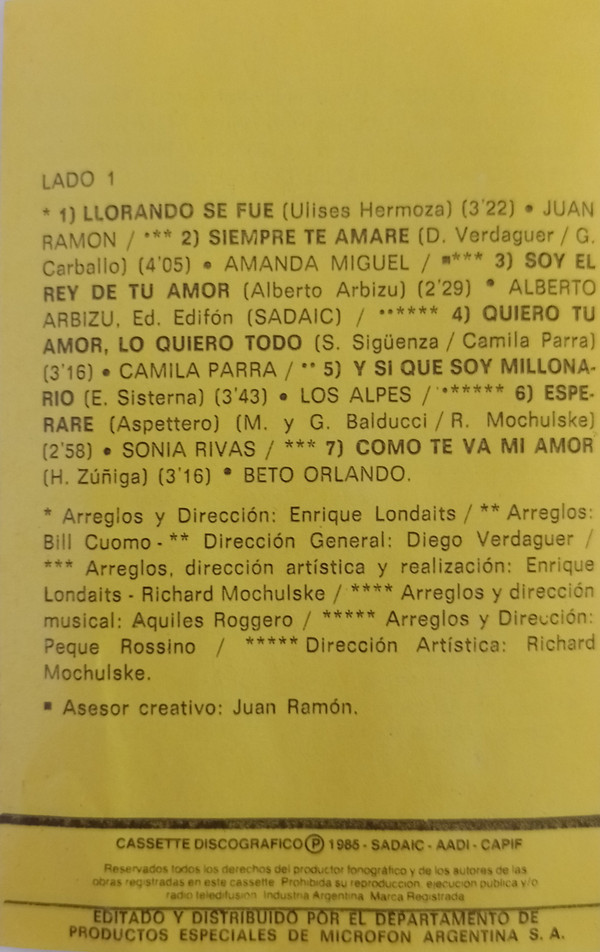 LADO 1
* 1) LLORANDO SE FUE (Ulises Hermoza) (3'22) • JUAN
RAMON / *** 2) SIEMPRE TE AMARE (D. Verdaguer / G.
Carballo) (4'05) • AMANDA MIGUEL / ■*** 3) SOY EL
REY DE TU AMOR (Alberto Arbizu) (2'29) • ALBERTO
ARBIZU, Ed. Edifón (SADAIC) / ****** 4) QUIERO TU
AMOR, LO QUIERO TODO (S. Sigüenza / Camila Parra)
(3'16) • CAMILA PARRA / ** 5) Y SI QUE SOY MILLONA-
RIO (E. Sisterna) (3'43) • LOS ALPES / ******* 6) ESPE-
RARE (Aspettero) (M. y G. Balducci / R. Mochulske)
(2'58) • SONIA RIVAS / *** 7) COMO TE VA MI AMOR
(H. Zúñiga) (3'16) • BETO ORLANDO.
* Arreglos y Dirección: Enrique Londaits / ** Arreglos:
Bill Cuomo - ** Dirección General: Diego Verdaguer /
*** Arreglos, dirección artística y realización: Enrique
Londaits - Richard Mochulske / **** Arreglos y dirección
musical: Aquiles Roggero / ***** Arreglos y Dirección:
Peque Rossino / ***** Dirección Artística: Richard
Mochulske.
■ Asesor creativo: Juan Ramón.
CASSETTE DISCOGRAFICO Ⓟ 1985 - SADAIC - AADI - CAPIF
Reservados todos los derechos del productor fonográfico y de los autores de las
obras registradas en este cassette. Prohibida su reproducción, ejecución pública y/o
radio teledifusión. Industria Argentina. Marca Registrada
EDITADO Y DISTRIBUIDO POR EL DEPARTAMENTO DE
PRODUCTOS ESPECIALES DE MICROFON ARGENTINA S. A.